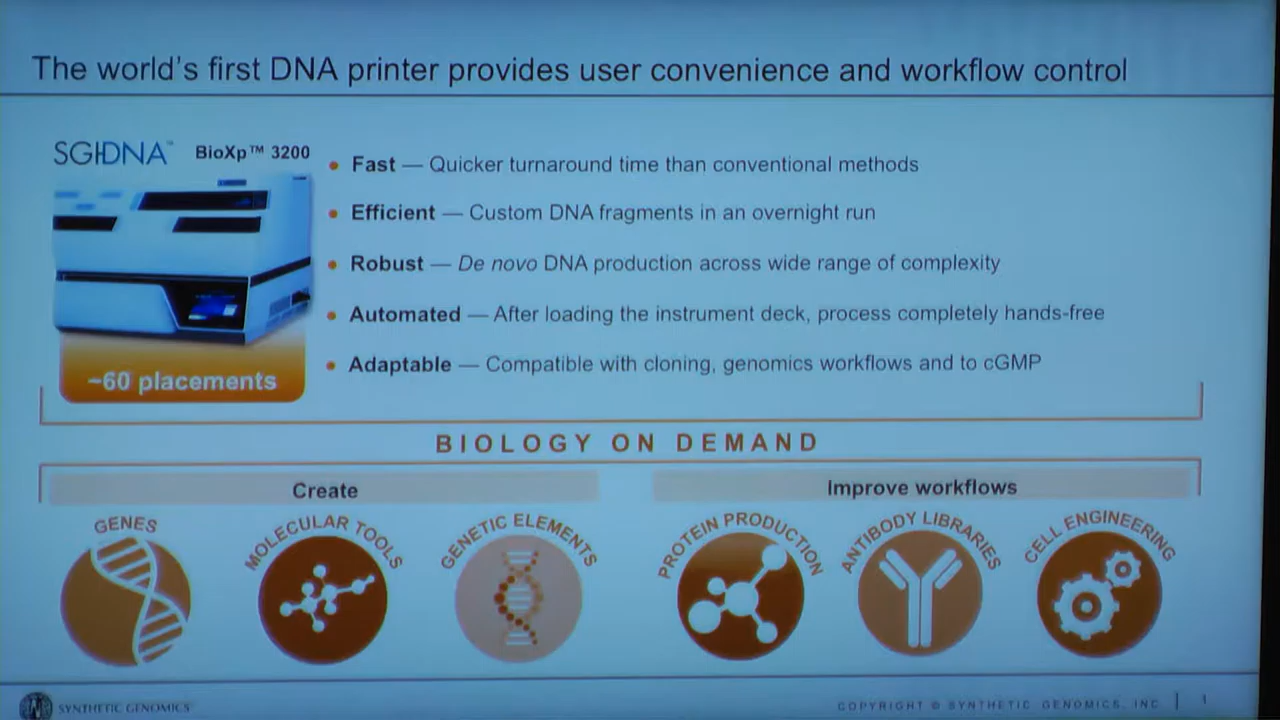 The world's first DNA printer provides user convenience and workflow control
SGI-DNA™ BioXp™ 3200
• Fast — Quicker turnaround time than conventional methods
• Efficient — Custom DNA fragments in an overnight run
• Robust — De novo DNA production across wide range of complexity
• Automated — After loading the instrument deck, process completely hands-free
• Adaptable — Compatible with cloning, genomics workflows and to cGMP
~60 placements
BIOLOGY ON DEMAND
Create
Improve workflows
GENES
MOLECULAR TOOLS
GENETIC ELEMENTS
PROTEIN PRODUCTION
ANTIBODY LIBRARIES
CELL ENGINEERING
SYNTHETIC GENOMICS
COPYRIGHT © SYNTHETIC GENOMICS, INC. | 1